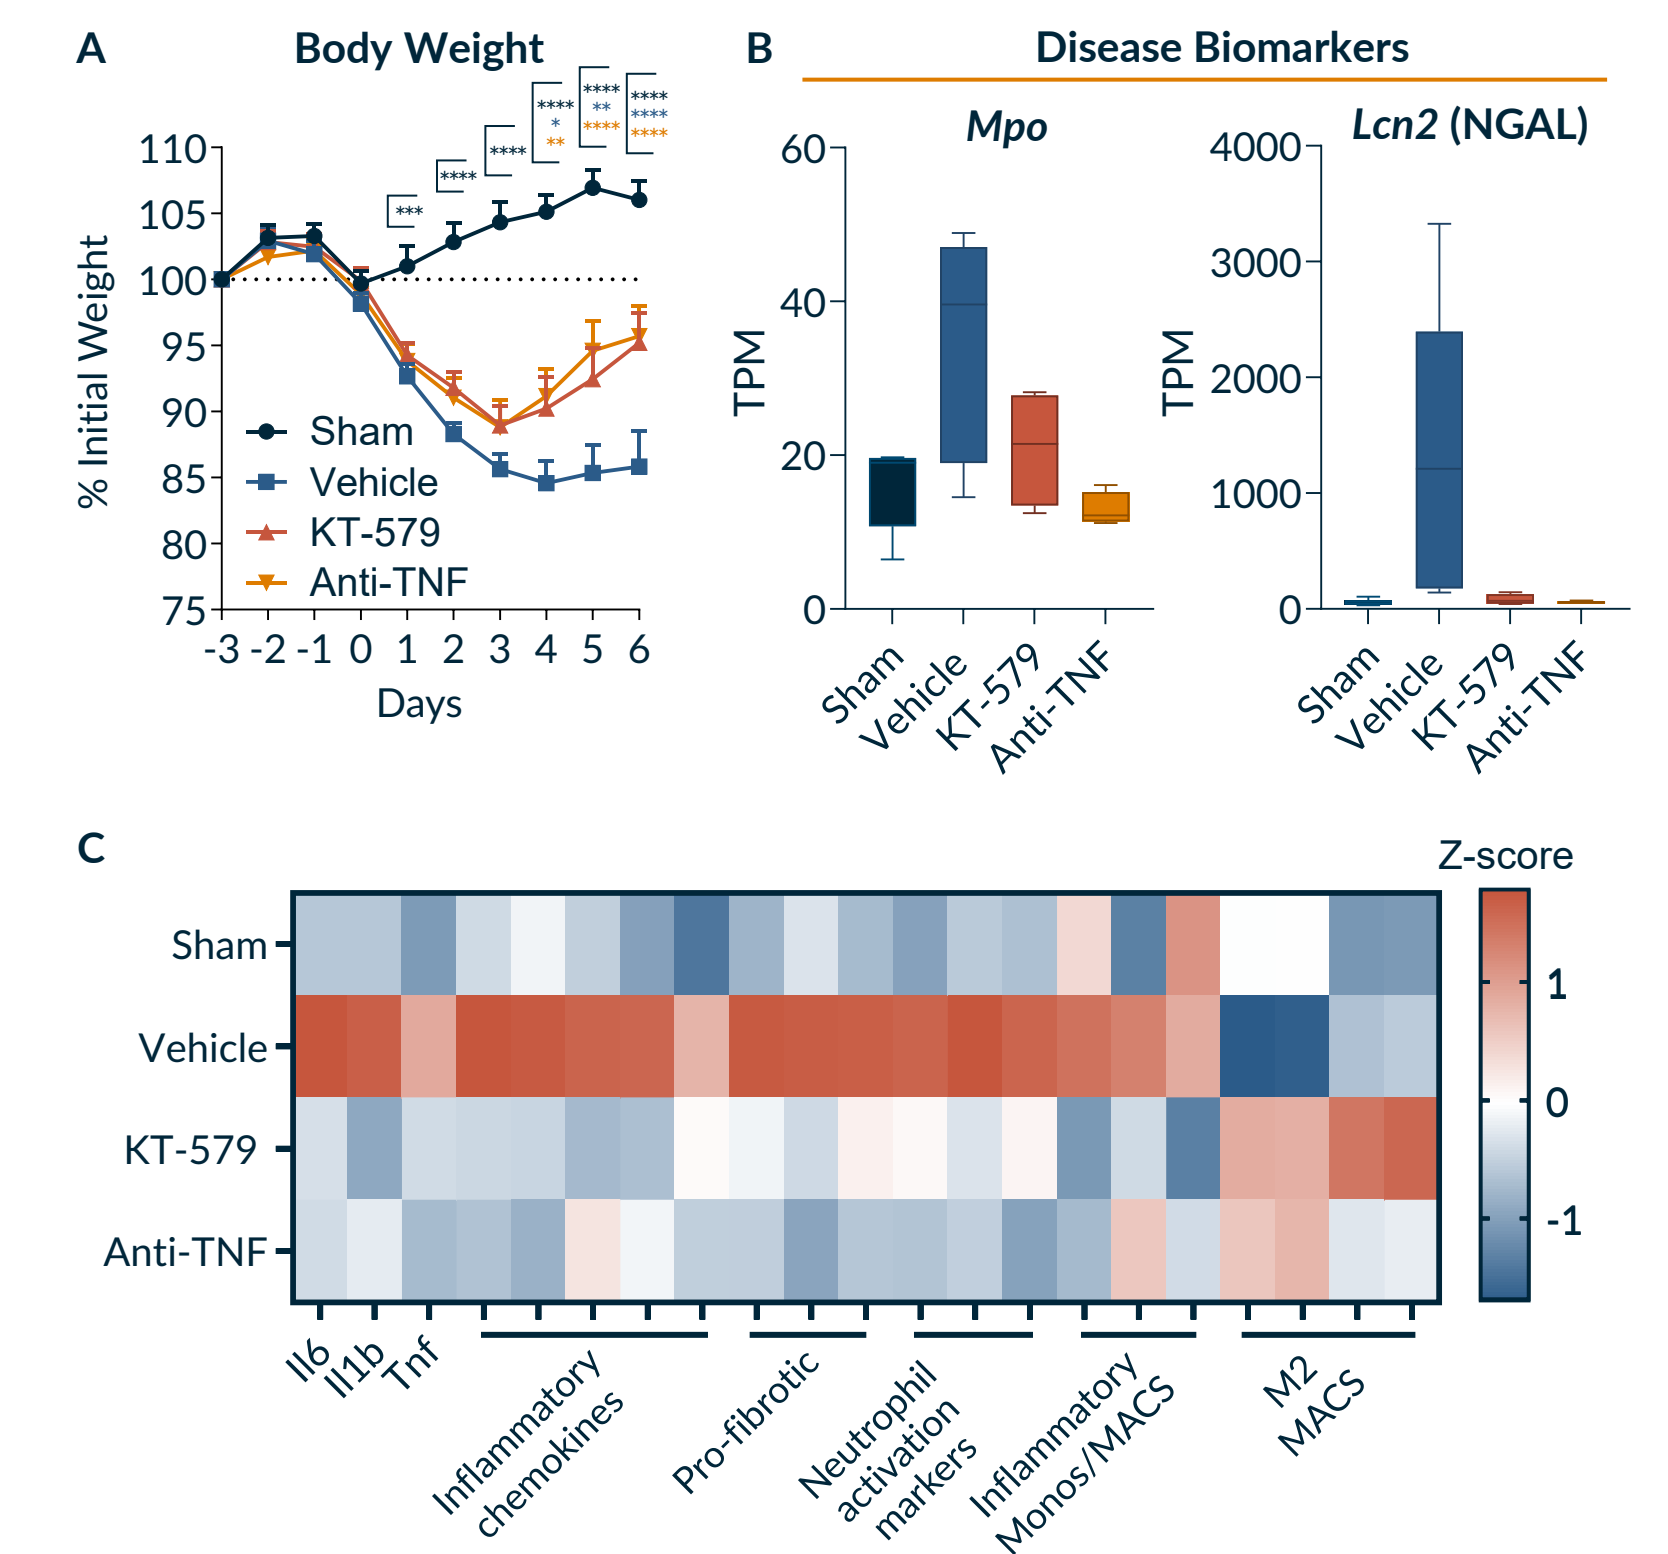 A
Body Weight
B
Disease Biomarkers
****
****
****
****
**
****
*
****
****
**
****
****
***
Mpo
Lcn2 (NGAL)
% Initial Weight
110
105
100
95
90
85
80
75
Sham
Vehicle
KT-579
Anti-TNF
-3 -2 -1 0 1 2 3 4 5 6
Days
TPM
60
40
20
0
Sham
Vehicle
KT-579
Anti-TNF
TPM
4000
3000
2000
1000
0
Sham
Vehicle
KT-579
Anti-TNF
C
Z-score
1
0
-1
Sham
Vehicle
KT-579
Anti-TNF
Il6
Il1b
Tnf
Inflammatory
chemokines
Pro-fibrotic
Neutrophil
activation
markers
Inflammatory
Monos/MACS
M2
MACS